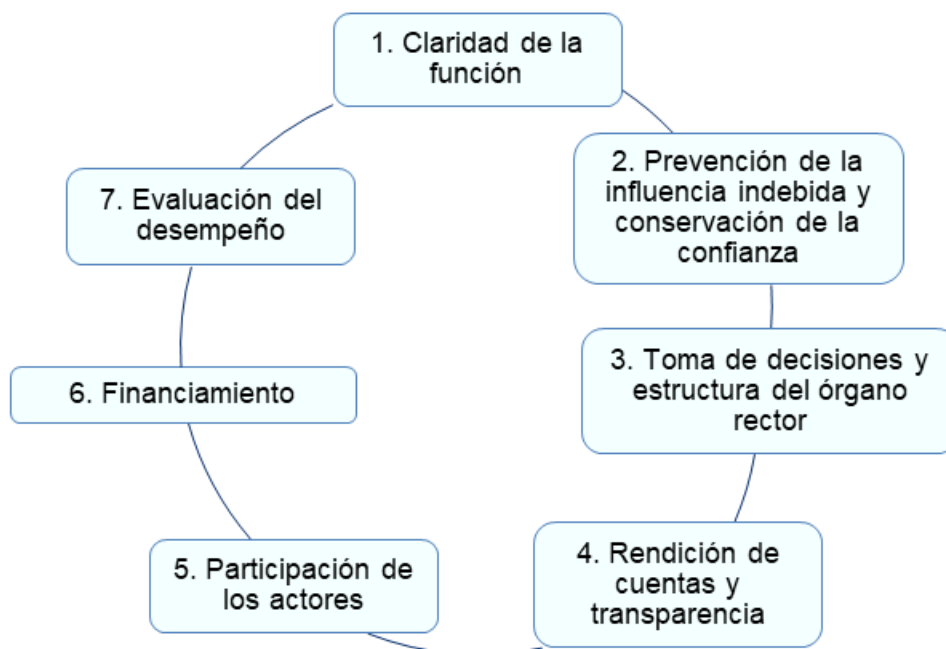 1. Claridad de la
función
2. Prevención de la
influencia indebida y
conservación de la
confianza
3. Toma de decisiones y
estructura del órgano
rector
4. Rendición de
cuentas y
transparencia
5. Participación de
los actores
6. Financiamiento
7. Evaluación del
desempeño